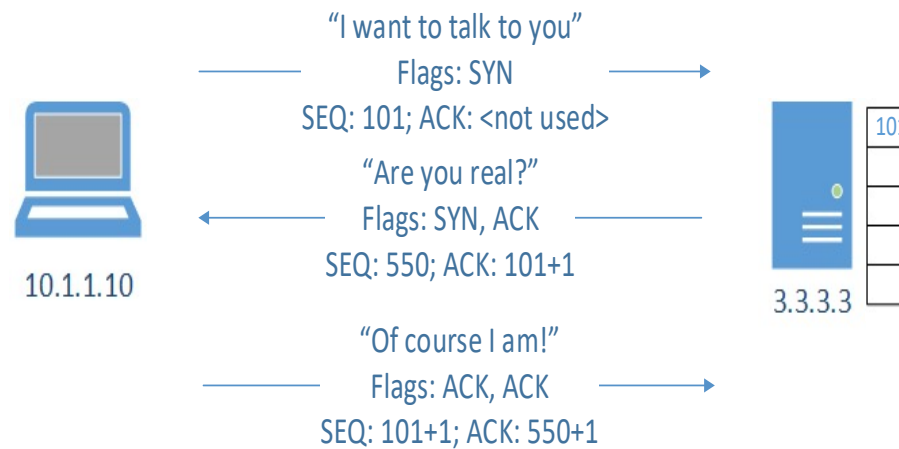 “I want to talk to you”
Flags: SYN
SEQ: 101; ACK: <not used>
“Are you real?”
Flags: SYN, ACK
SEQ: 550; ACK: 101+1
“Of course I am!”
Flags: ACK, ACK
SEQ: 101+1; ACK: 550+1
10.1.1.10
3.3.3.3